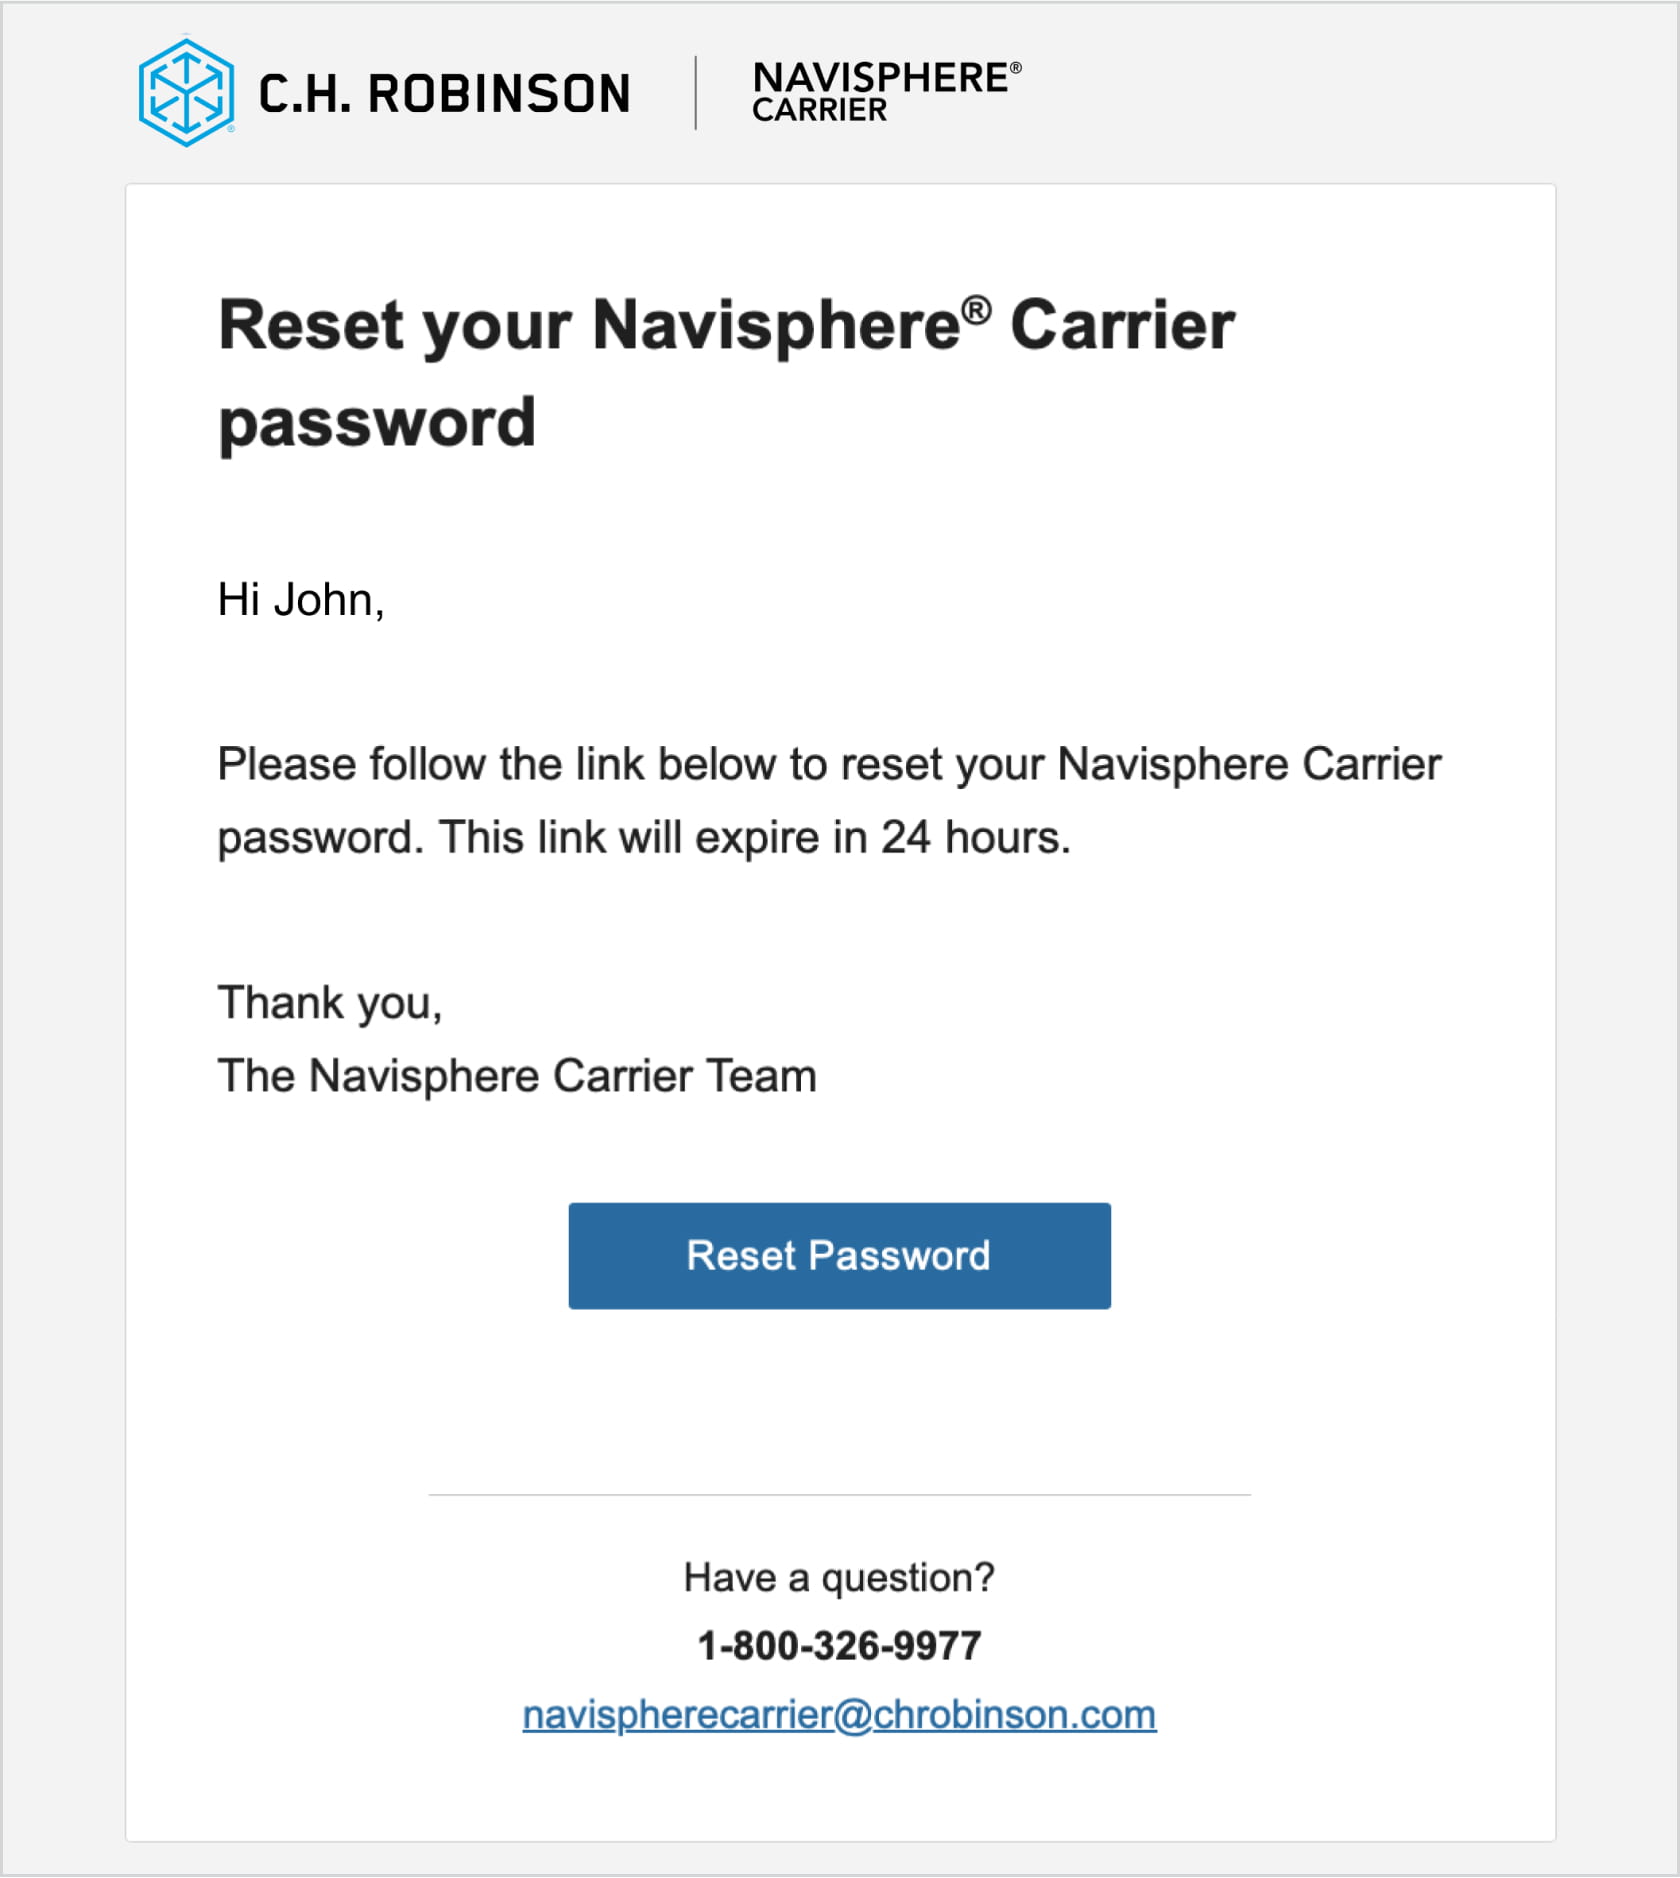 C.H. ROBINSON
NAVISPHERE®
CARRIER
Reset your Navisphere® Carrier
password
Hi John,
Please follow the link below to reset your Navisphere Carrier
password. This link will expire in 24 hours.
Thank you,
The Navisphere Carrier Team
Reset Password
Have a question?
1-800-326-9977
navispherecarrier@chrobinson.com